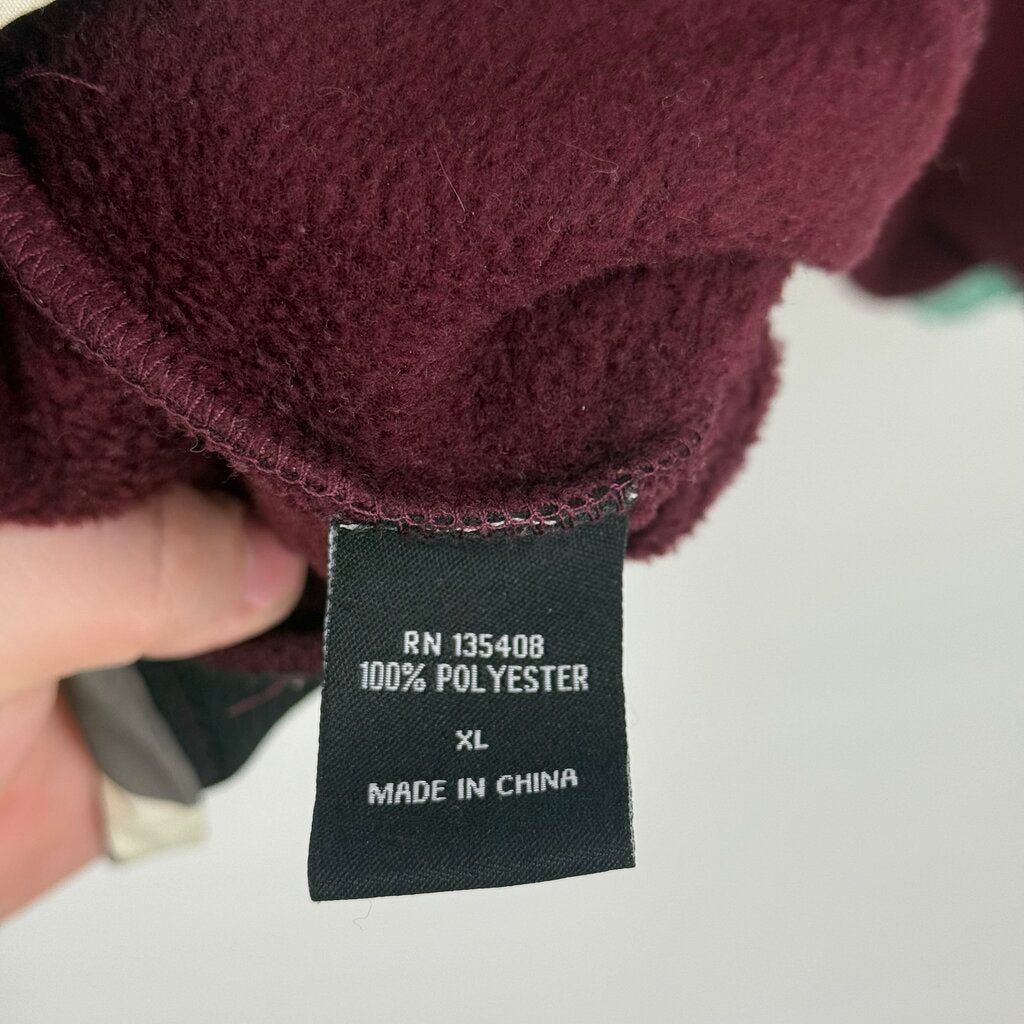 RN 135408
100% POLYESTER
XL
MADE IN CHINA